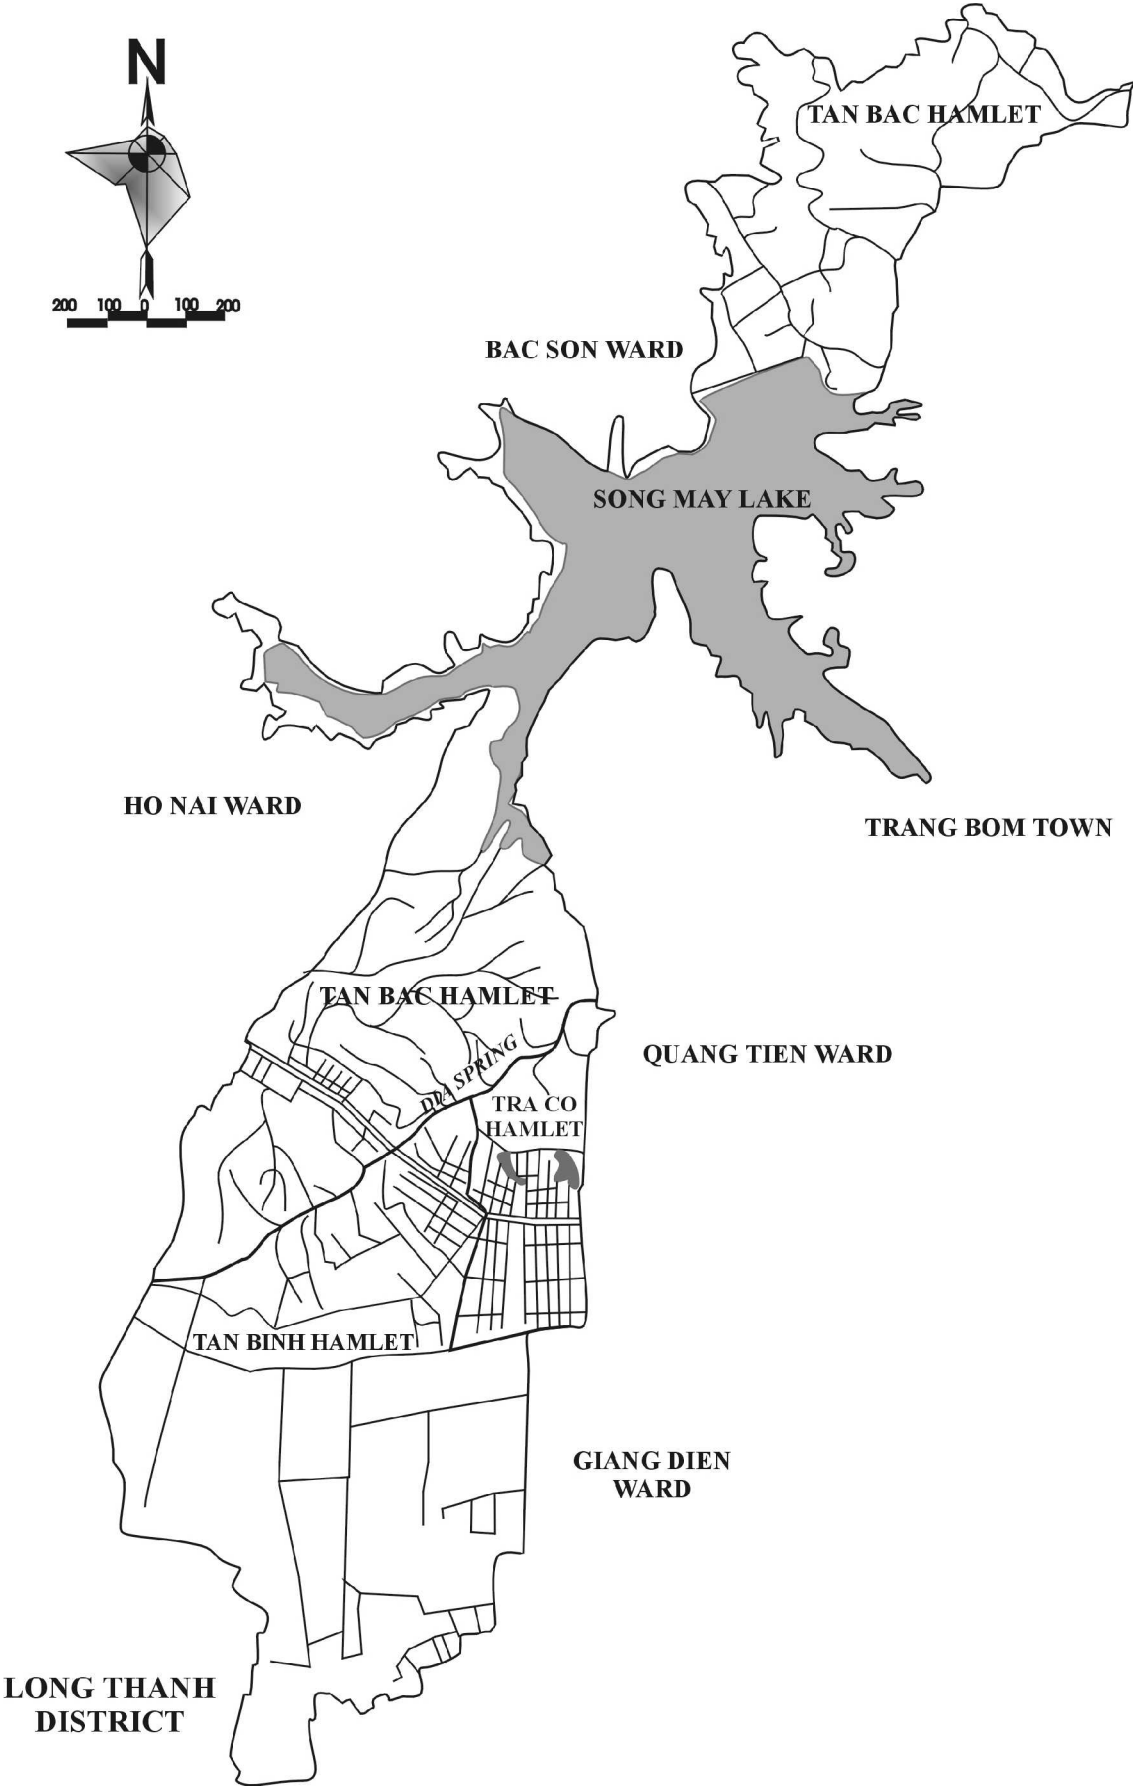 N
TAN BAC HAMLET
200 100 0 100 200
BAC SON WARD
SONG MAY LAKE
HO NAI WARD
TRANG BOM TOWN
TAN BAC HAMLET
QUANG TIEN WARD
DIA SPRING
TRA CO
HAMLET
TAN BINH HAMLET
GIANG DIEN
WARD
LONG THANH
DISTRICT